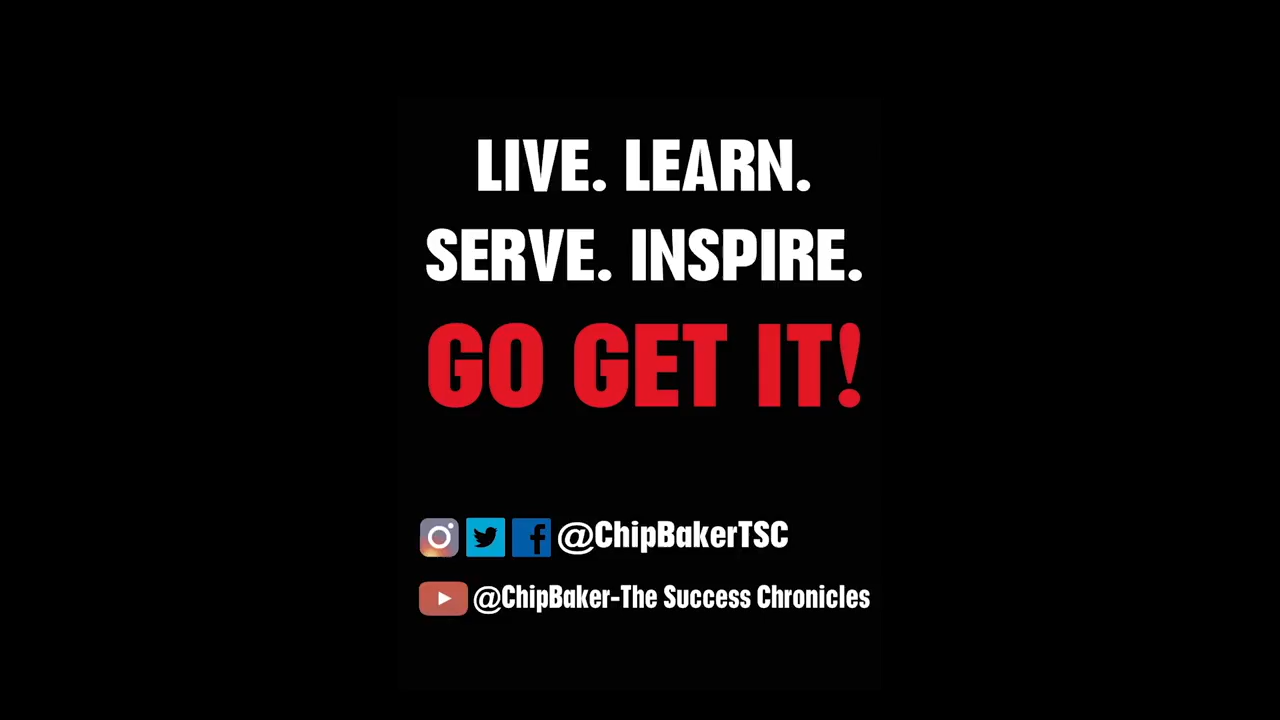 LIVE. LEARN.
SERVE. INSPIRE.
GO GET IT!
@ChipBakerTSC
@ChipBaker-The Success Chronicles